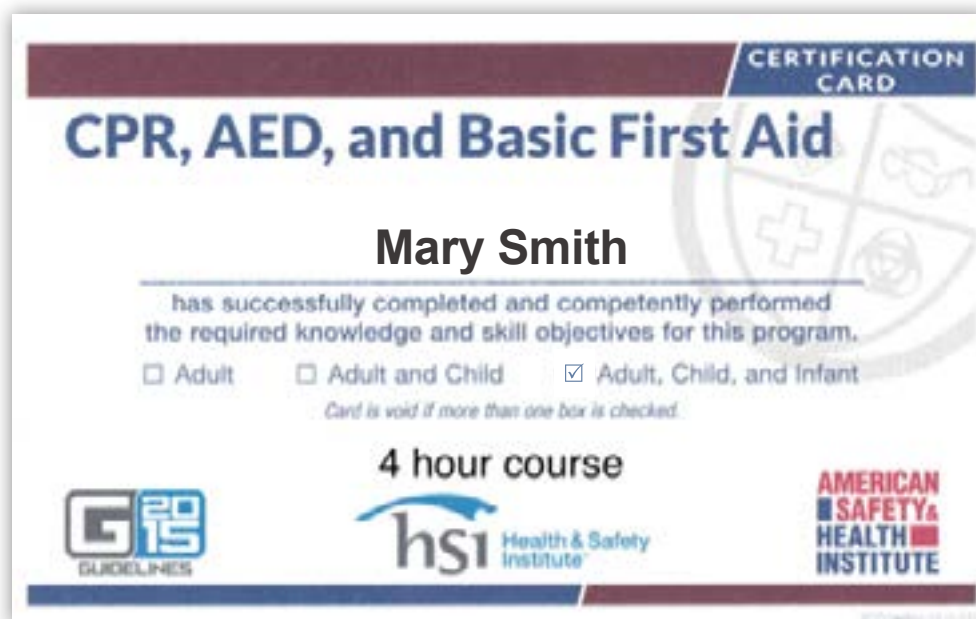 CERTIFICATION
CARD
CPR, AED, and Basic First Aid
Mary Smith
has successfully completed and competently performed
the required knowledge and skill objectives for this program.
☐ Adult ☐ Adult and Child ☑ Adult, Child, and Infant
Card is void if more than one box is checked.
4 hour course
G 2015
GUIDELINES
hsi Health & Safety
Institute
AMERICAN
SAFETY&
HEALTH
INSTITUTE